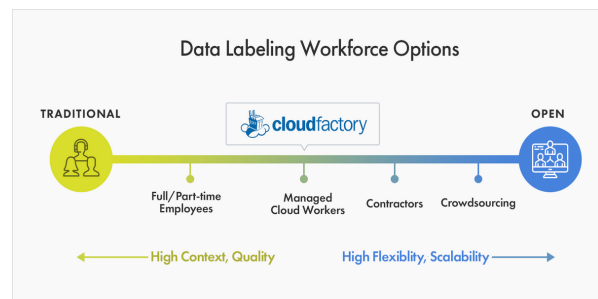 Data Labeling Workforce Options
TRADITIONAL
cloudfactory
OPEN
Full/Part-time
Employees
Managed
Cloud Workers
Contractors
Crowdsourcing
High Context, Quality
High Flexiblity, Scalability